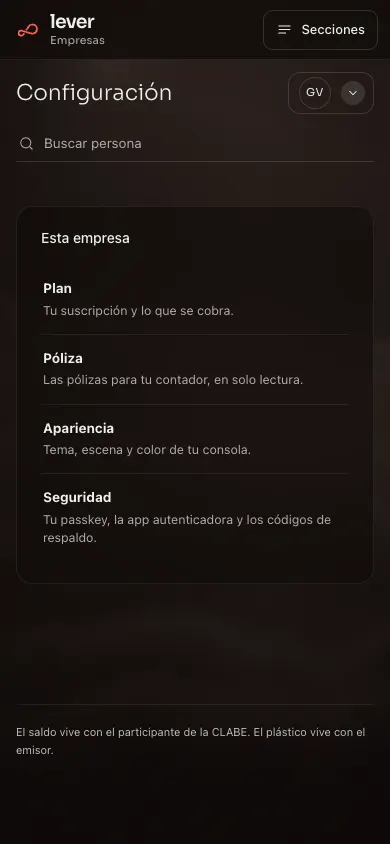 lever
Empresas
Secciones
Configuración
GV
Buscar persona
Esta empresa
Plan
Tu suscripción y lo que se cobra.
Póliza
Las pólizas para tu contador, en solo lectura.
Apariencia
Tema, escena y color de tu consola.
Seguridad
Tu passkey, la app autenticadora y los códigos de
respaldo.
El saldo vive con el participante de la CLABE. El plástico vive con el
emisor.